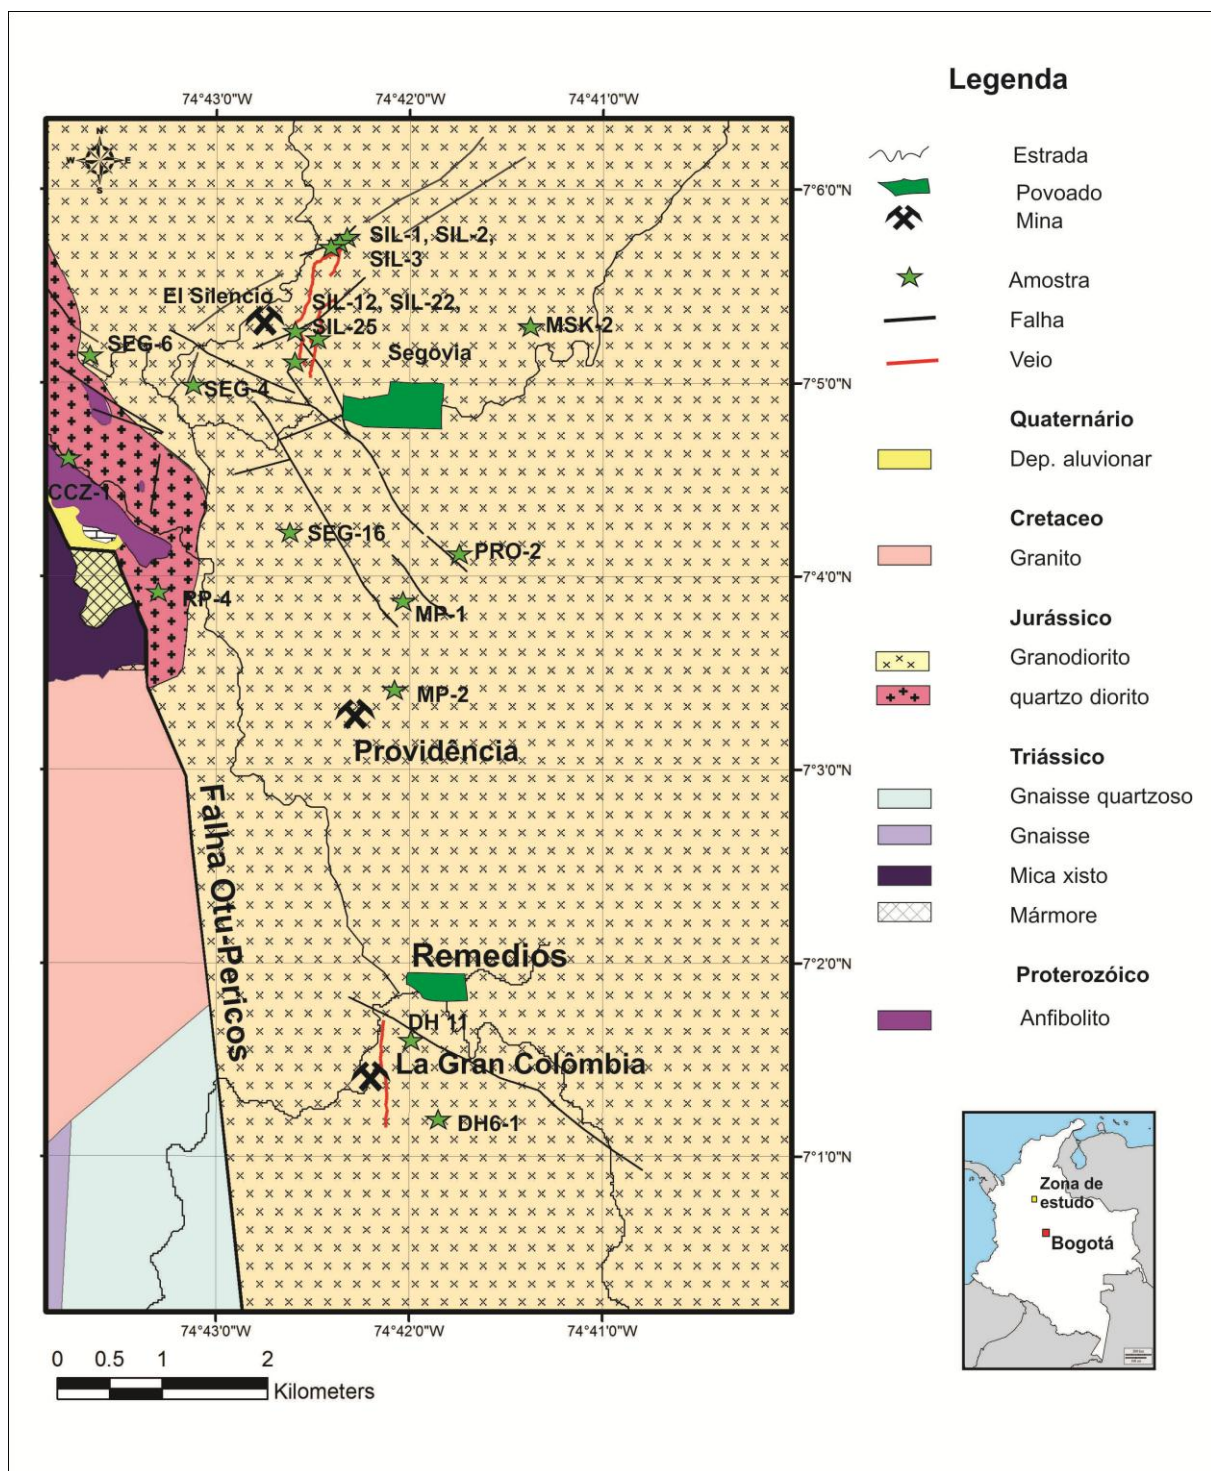 74°43'0"W
74°42'0"W
74°41'0"W
N
W
E
S
7°6'0"N
SIL-1, SIL-2,
SIL-3
El Silencio
SIL-12, SIL-22,
SIL-25
MSK-2
SEG-6
Segovia
SEG-4
7°5'0"N
CCZ-1
SEG-16
PRO-2
7°4'0"N
RP-4
MP-1
MP-2
Providência
7°3'0"N
Falha Otu-Pericos
Remedios
7°2'0"N
DH 11
La Gran Colômbia
DH6-1
7°1'0"N
74°43'0"W
74°42'0"W
74°41'0"W
0 0.5 1 2
Kilometers
Legenda
Estrada
Povoado
Mina
Amostra
Falha
Veio
Quaternário
Dep. aluvionar
Cretaceo
Granito
Jurássico
Granodiorito
quartzo diorito
Triássico
Gnaisse quartzoso
Gnaisse
Mica xisto
Mármore
Proterozóico
Anfibolito
Zona de
estudo
Bogotá